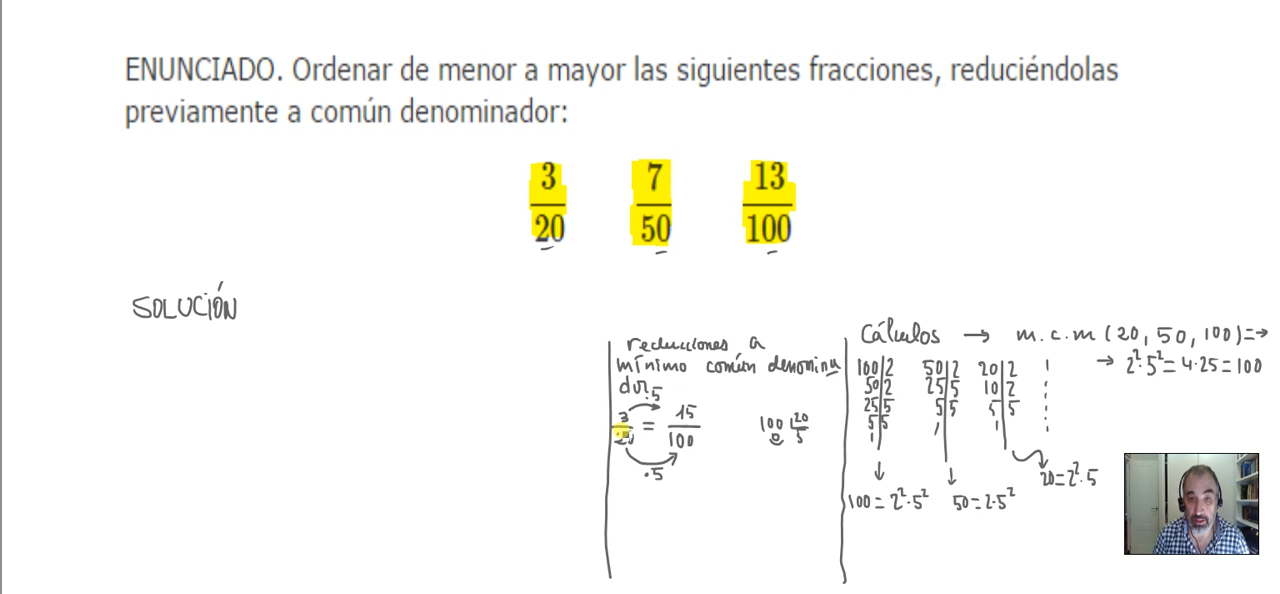 ENUNCIADO. Ordenar de menor a mayor las siguientes fracciones, reduciéndolas
previamente a común denominador:
3/20 7/50 13/100
SOLUCIÓN
reducciones a
mínimo común denomina
dor
·5
3/20 = 15/100
·5
100 20
0 5
Cálculos → m.c.m (20, 50, 100) = →
→ 2²·5² = 4·25 = 100
100|2 50|2 20|2
50|2 25|5 10|2
25|5 5|5 5|5
5|5 1 1
1
100 = 2²·5² 50 = 2·5² 20 = 2²·5